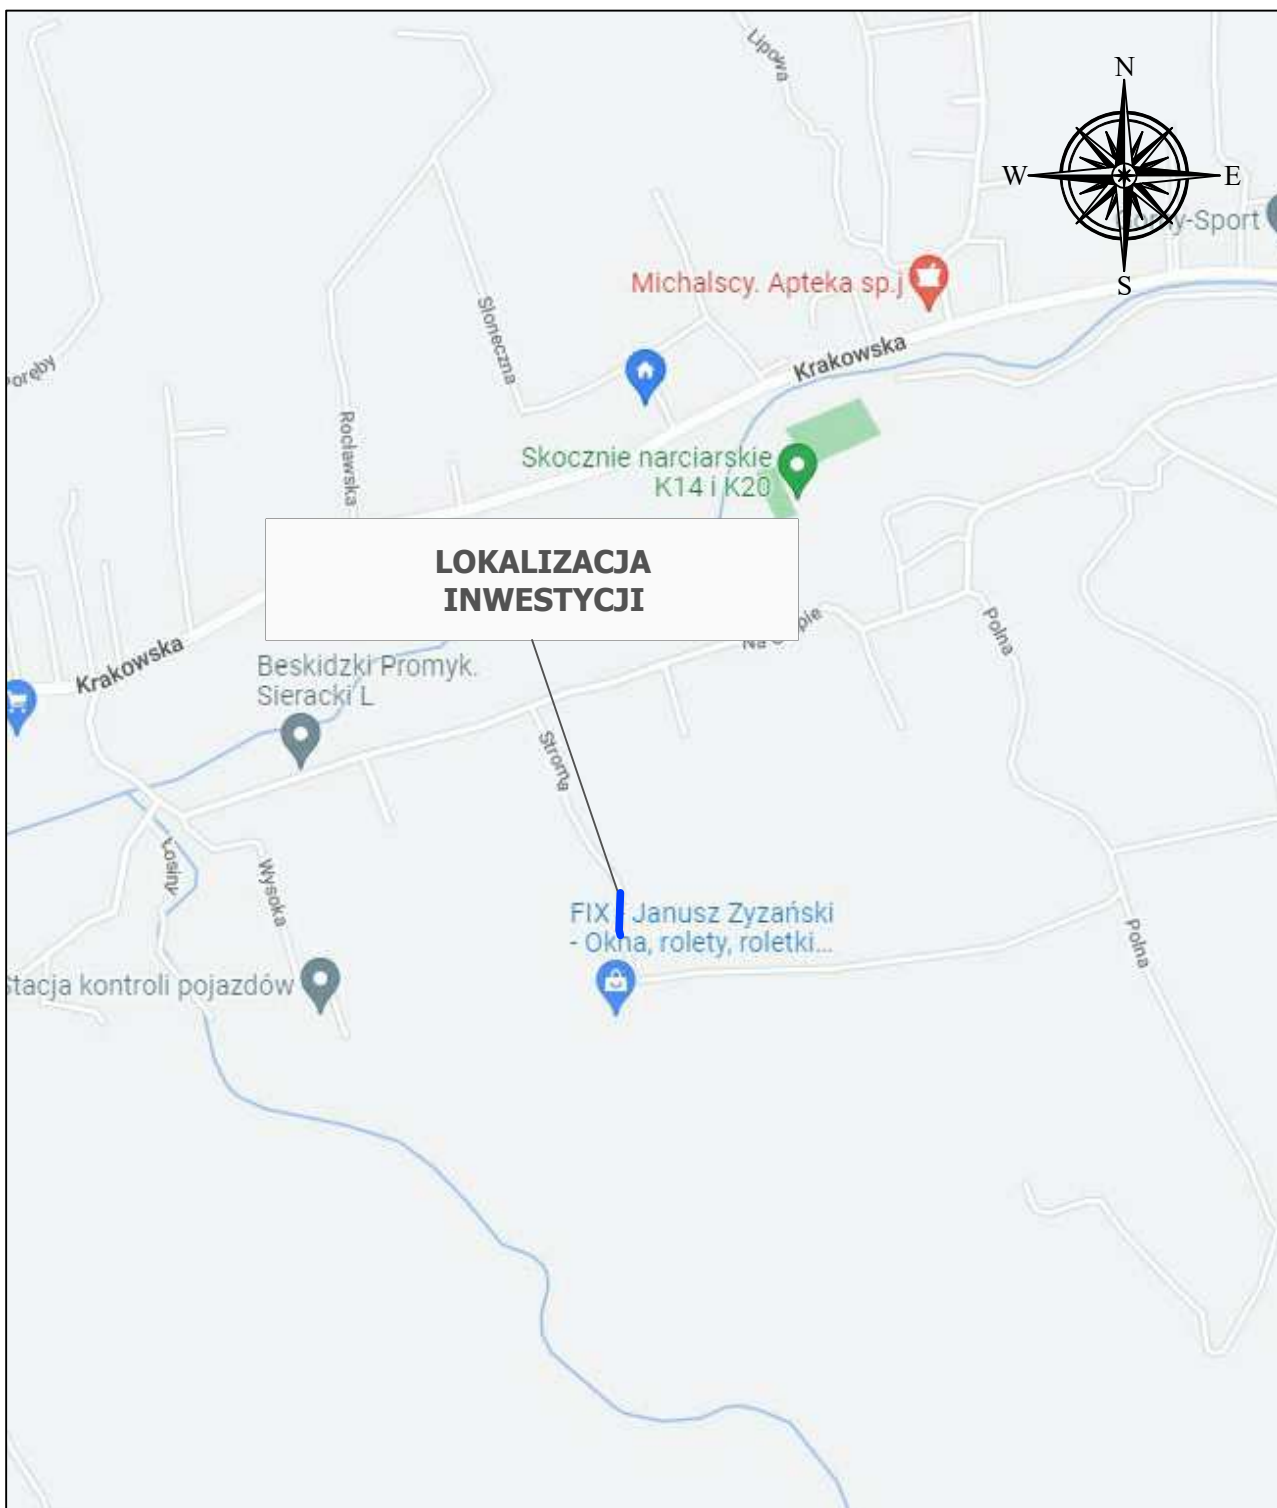 Lipowa
N
W
E
S
-Sport
Michalscy. Apteka sp.j
Słoneczna
Krakowska
Poręby
Rocławska
Skocznie narciarskie
K14 i K20
LOKALIZACJA
INWESTYCJI
Na
Polna
Krakowska
Beskidzki Promyk.
Sieracki L
Stroma
Łosiny
Wysoka
FIX - Janusz Zyzański
- Okna, rolety, roletki...
Polna
Stacja kontroli pojazdów